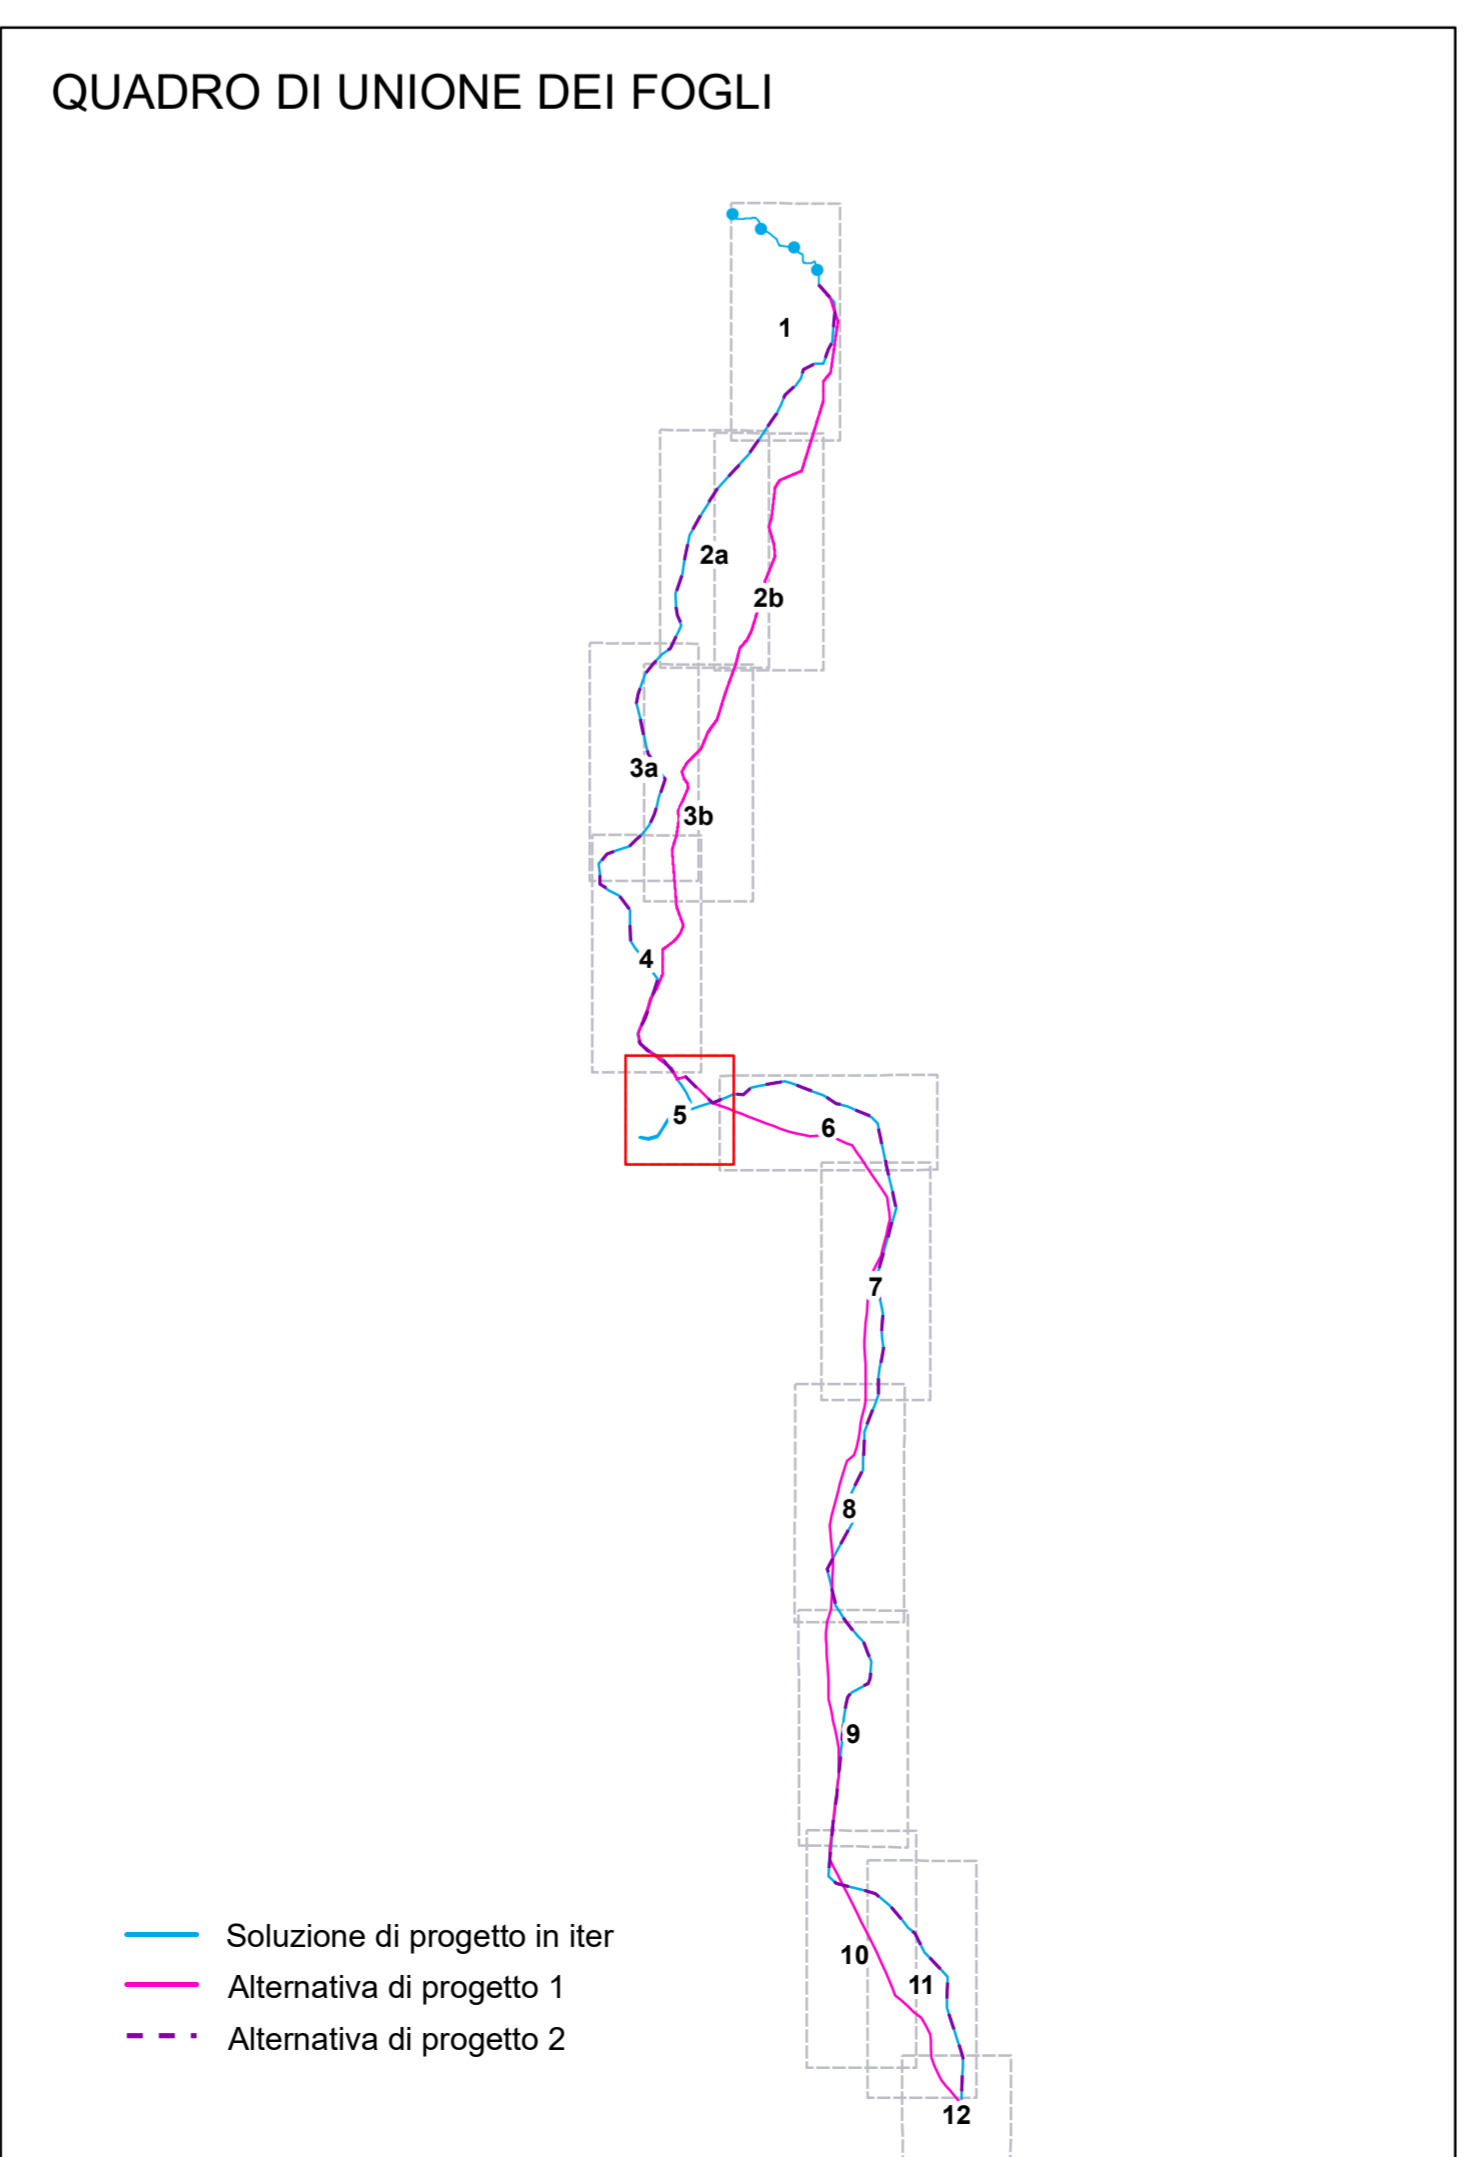 QUADRO DI UNIONE DEI FOGLI
1
2a
2b
3a
3b
4
5
6
7
8
9
10
11
12
Soluzione di progetto in iter
Alternativa di progetto 1
Alternativa di progetto 2